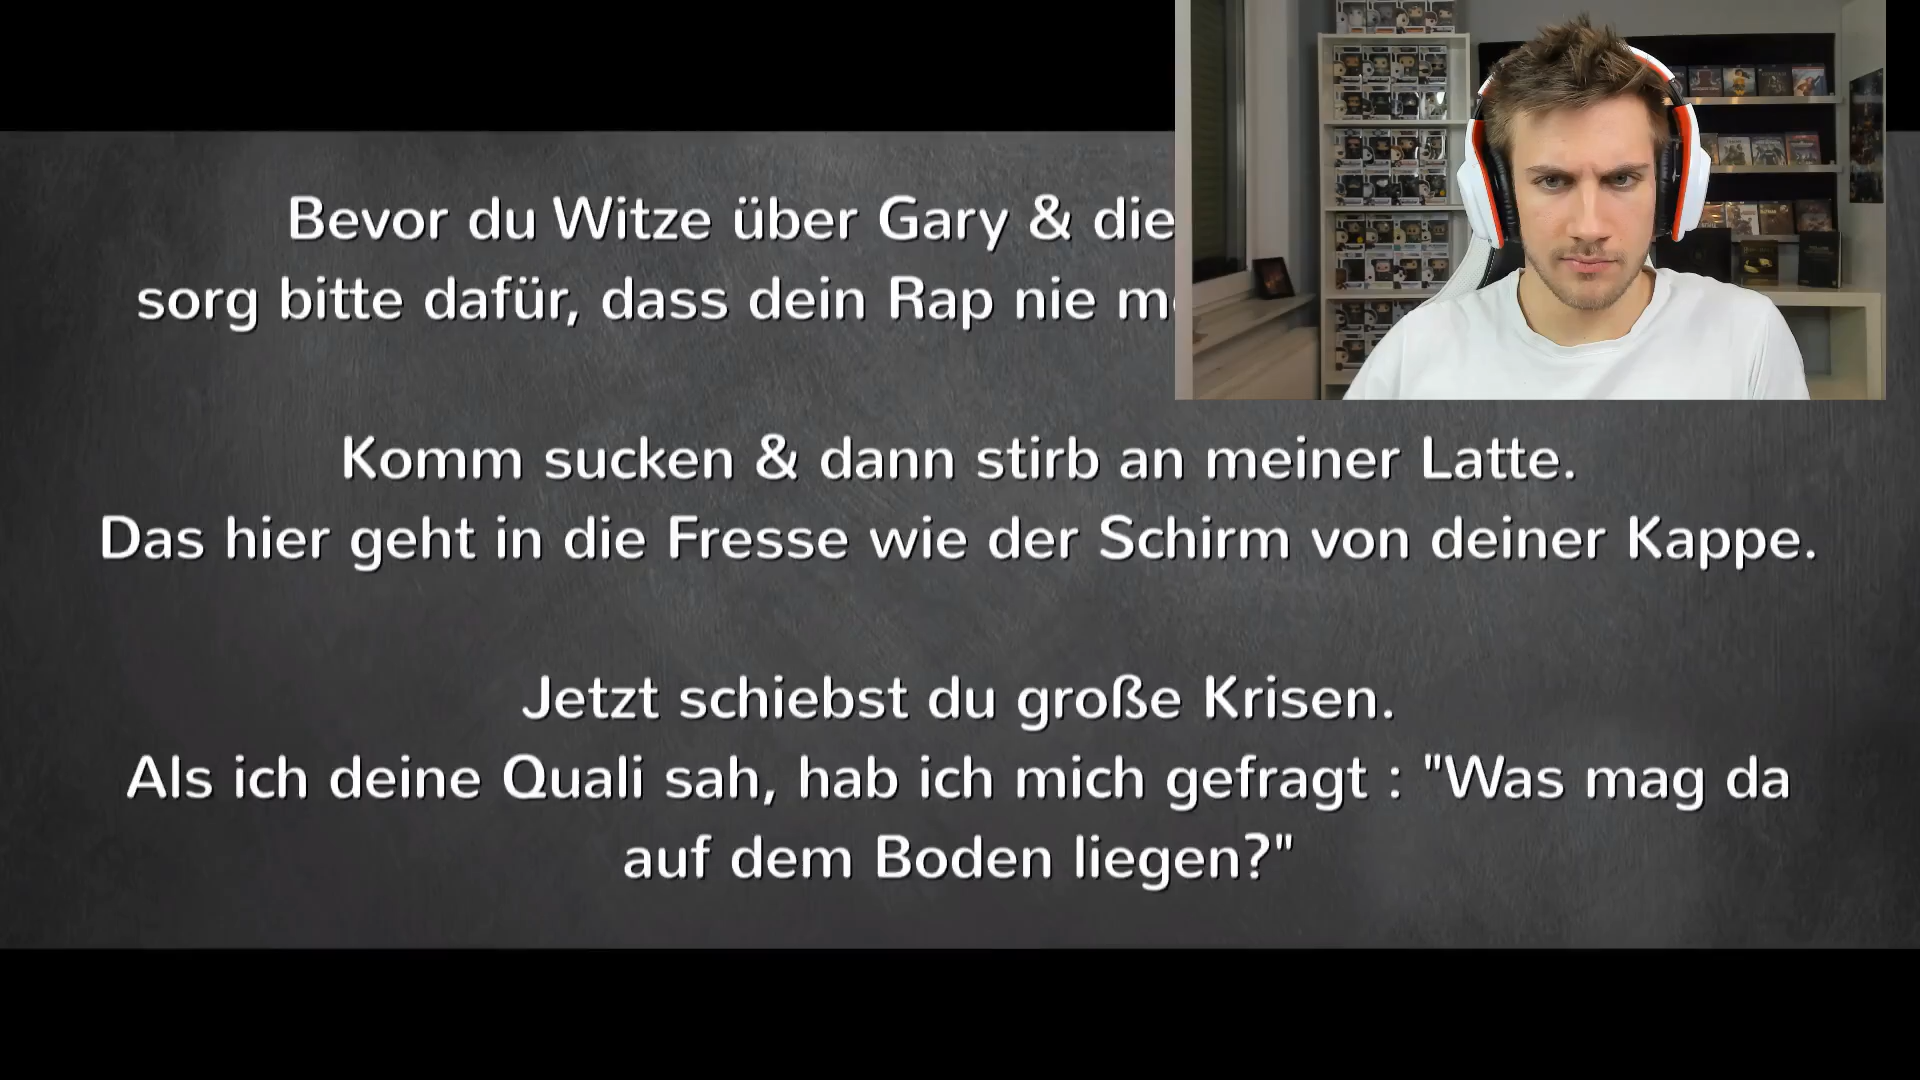 Bevor du Witze über Gary & die
sorg bitte dafür, dass dein Rap nie
Komm sucken & dann stirb an meiner Latte.
Das hier geht in die Fresse wie der Schirm von deiner Kappe.
Jetzt schiebst du große Krisen.
Als ich deine Quali sah, hab ich mich gefragt : "Was mag da
auf dem Boden liegen?"